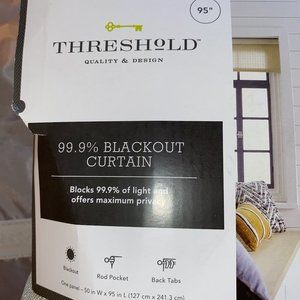 95"
THRESHOLD™
QUALITY & DESIGN
99.9% BLACKOUT
CURTAIN
Blocks 99.9% of light and
offers maximum privacy
Blackout
Rod Pocket
Back Tabs
One panel – 50 in W x 95 in L (127 cm x 241.3 cm)